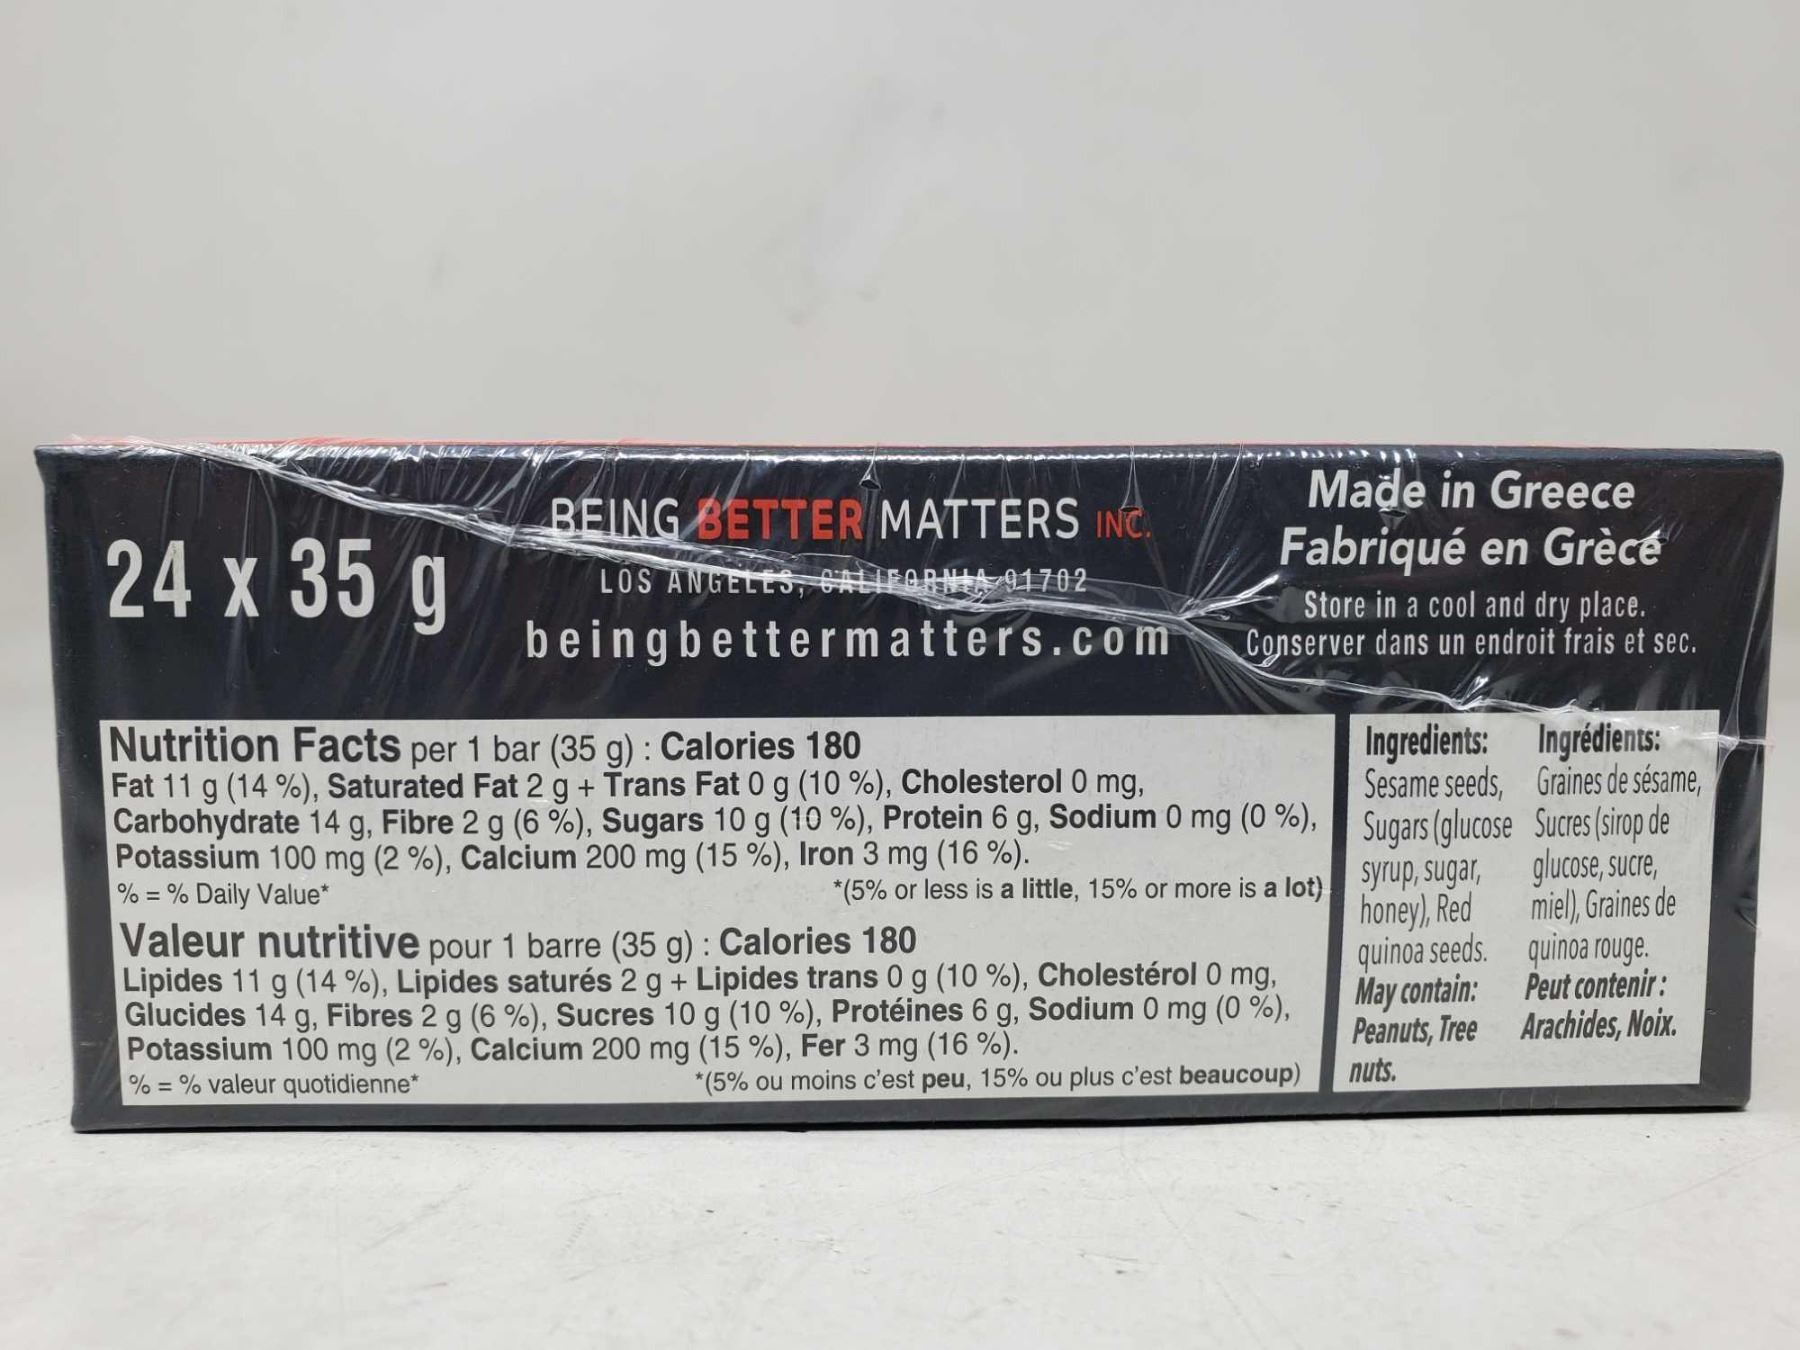 24 x 35 g
BEING BETTER MATTERS INC.
LOS ANGELES, CALIFORNIA 91702
beingbettermatters.com
Made in Greece
Fabriqué en Grèce
Store in a cool and dry place.
Conserver dans un endroit frais et sec.
Nutrition Facts per 1 bar (35 g) : Calories 180
Fat 11 g (14 %), Saturated Fat 2 g + Trans Fat 0 g (10 %), Cholesterol 0 mg,
Carbohydrate 14 g, Fibre 2 g (6 %), Sugars 10 g (10 %), Protein 6 g, Sodium 0 mg (0 %),
Potassium 100 mg (2 %), Calcium 200 mg (15 %), Iron 3 mg (16 %).
% = % Daily Value*
*(5% or less is a little, 15% or more is a lot)
Valeur nutritive pour 1 barre (35 g) : Calories 180
Lipides 11 g (14 %), Lipides saturés 2 g + Lipides trans 0 g (10 %), Cholestérol 0 mg,
Glucides 14 g, Fibres 2 g (6 %), Sucres 10 g (10 %), Protéines 6 g, Sodium 0 mg (0 %),
Potassium 100 mg (2 %), Calcium 200 mg (15 %), Fer 3 mg (16 %).
% = % valeur quotidienne*
*(5% ou moins c'est peu, 15% ou plus c'est beaucoup)
Ingredients:
Sesame seeds,
Sugars (glucose
syrup, sugar,
honey), Red
quinoa seeds.
May contain:
Peanuts, Tree
nuts.
Ingrédients:
Graines de sésame,
Sucres (sirop de
glucose, sucre,
miel), Graines de
quinoa rouge.
Peut contenir :
Arachides, Noix.